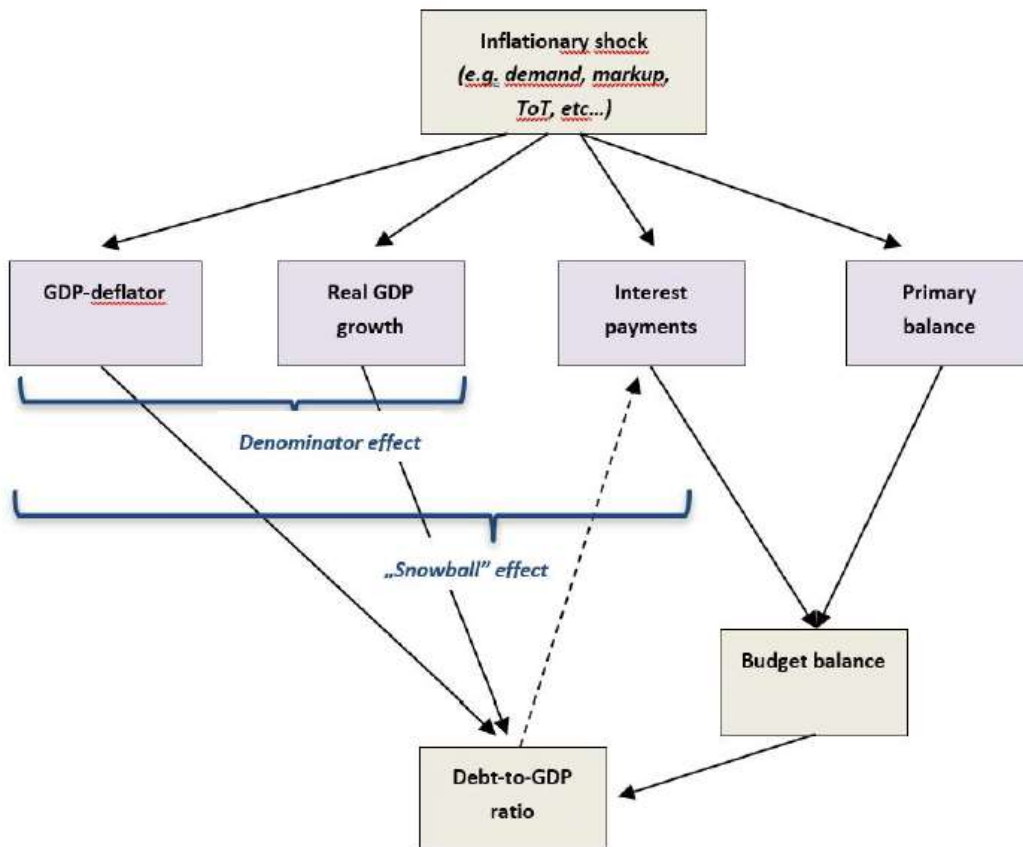 Inflationary shock
(e.g. demand, markup,
ToT, etc...)
GDP-deflator
Real GDP
growth
Interest
payments
Primary
balance
Denominator effect
„Snowball” effect
Budget balance
Debt-to-GDP
ratio